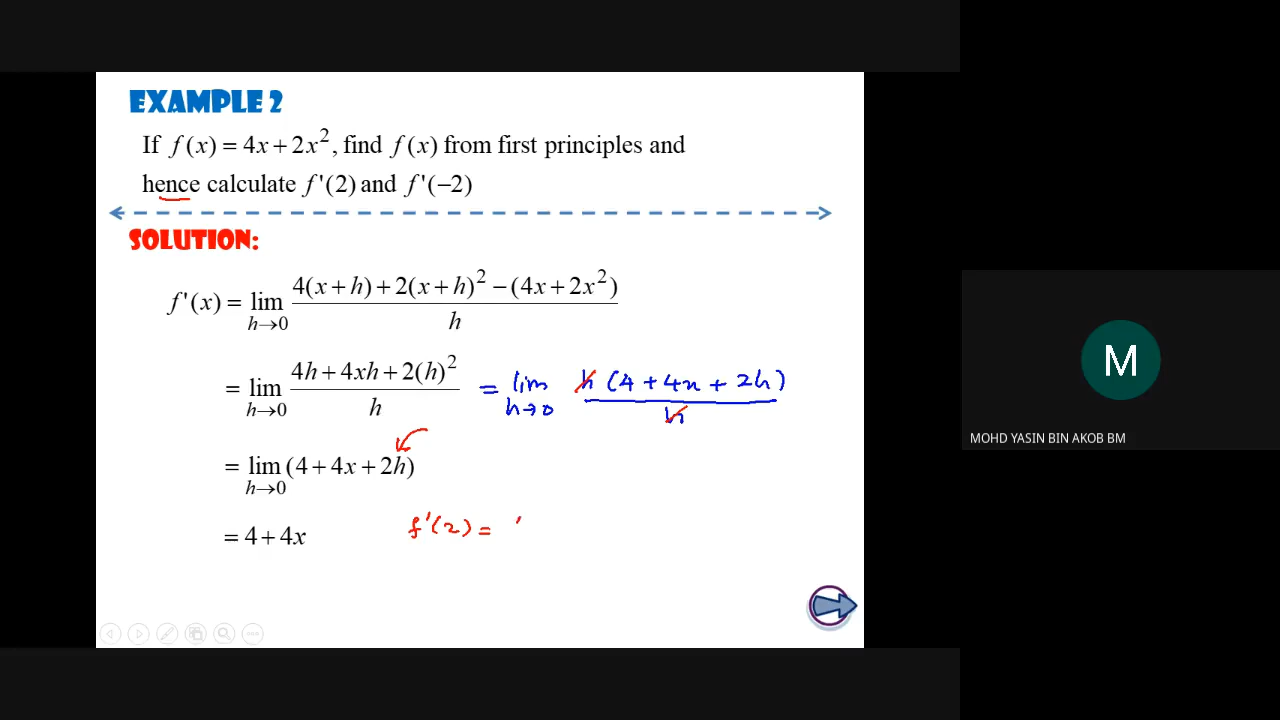 EXAMPLE 2
If f(x) = 4x + 2x², find f(x) from first principles and
hence calculate f'(2) and f'(−2)
SOLUTION:
f'(x) = lim h→0 (4(x + h) + 2(x + h)² − (4x + 2x²)) / h
= lim h→0 (4h + 4xh + 2(h)²) / h = lim h→0 h(4 + 4x + 2h) / h
= lim h→0 (4 + 4x + 2h)
= 4 + 4x f'(2) =
M
MOHD YASIN BIN AKOB BM